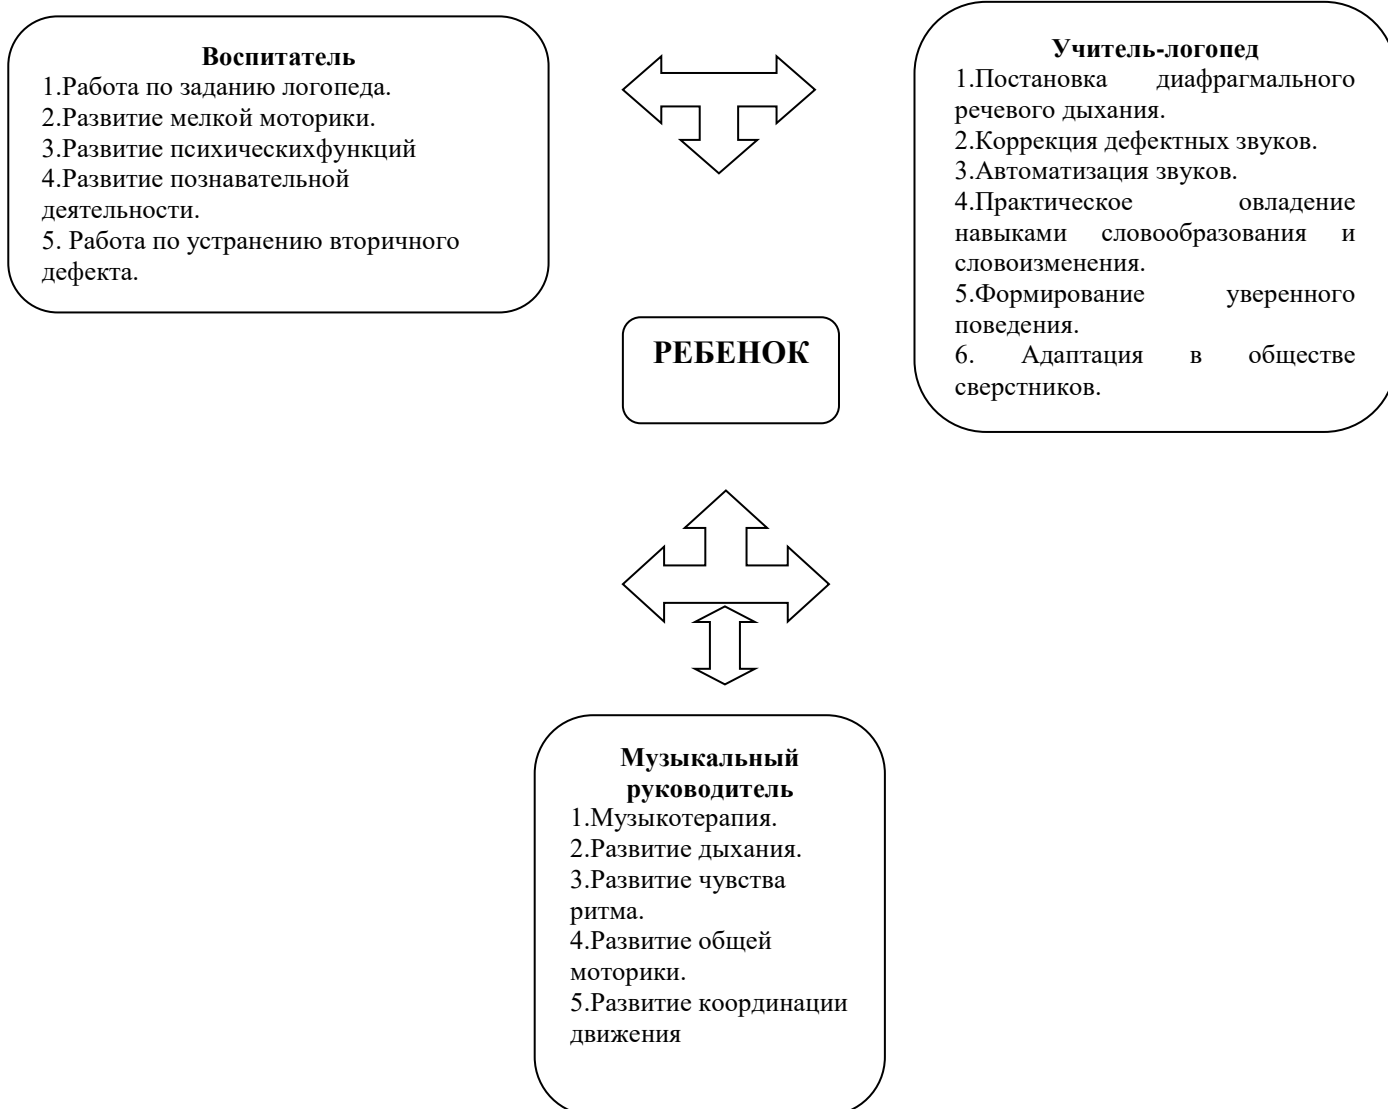 Воспитатель
1.Работа по заданию логопеда.
2.Развитие мелкой моторики.
3.Развитие психическихфункций
4.Развитие познавательной
деятельности.
5. Работа по устранению вторичного
дефекта.
Учитель-логопед
1.Постановка диафрагмального
речевого дыхания.
2.Коррекция дефектных звуков.
3.Автоматизация звуков.
4.Практическое овладение
навыками словообразования и
словоизменения.
5.Формирование уверенного
поведения.
6. Адаптация в обществе
сверстников.
РЕБЕНОК
Музыкальный
руководитель
1.Музыкотерапия.
2.Развитие дыхания.
3.Развитие чувства
ритма.
4.Развитие общей
моторики.
5.Развитие координации
движения